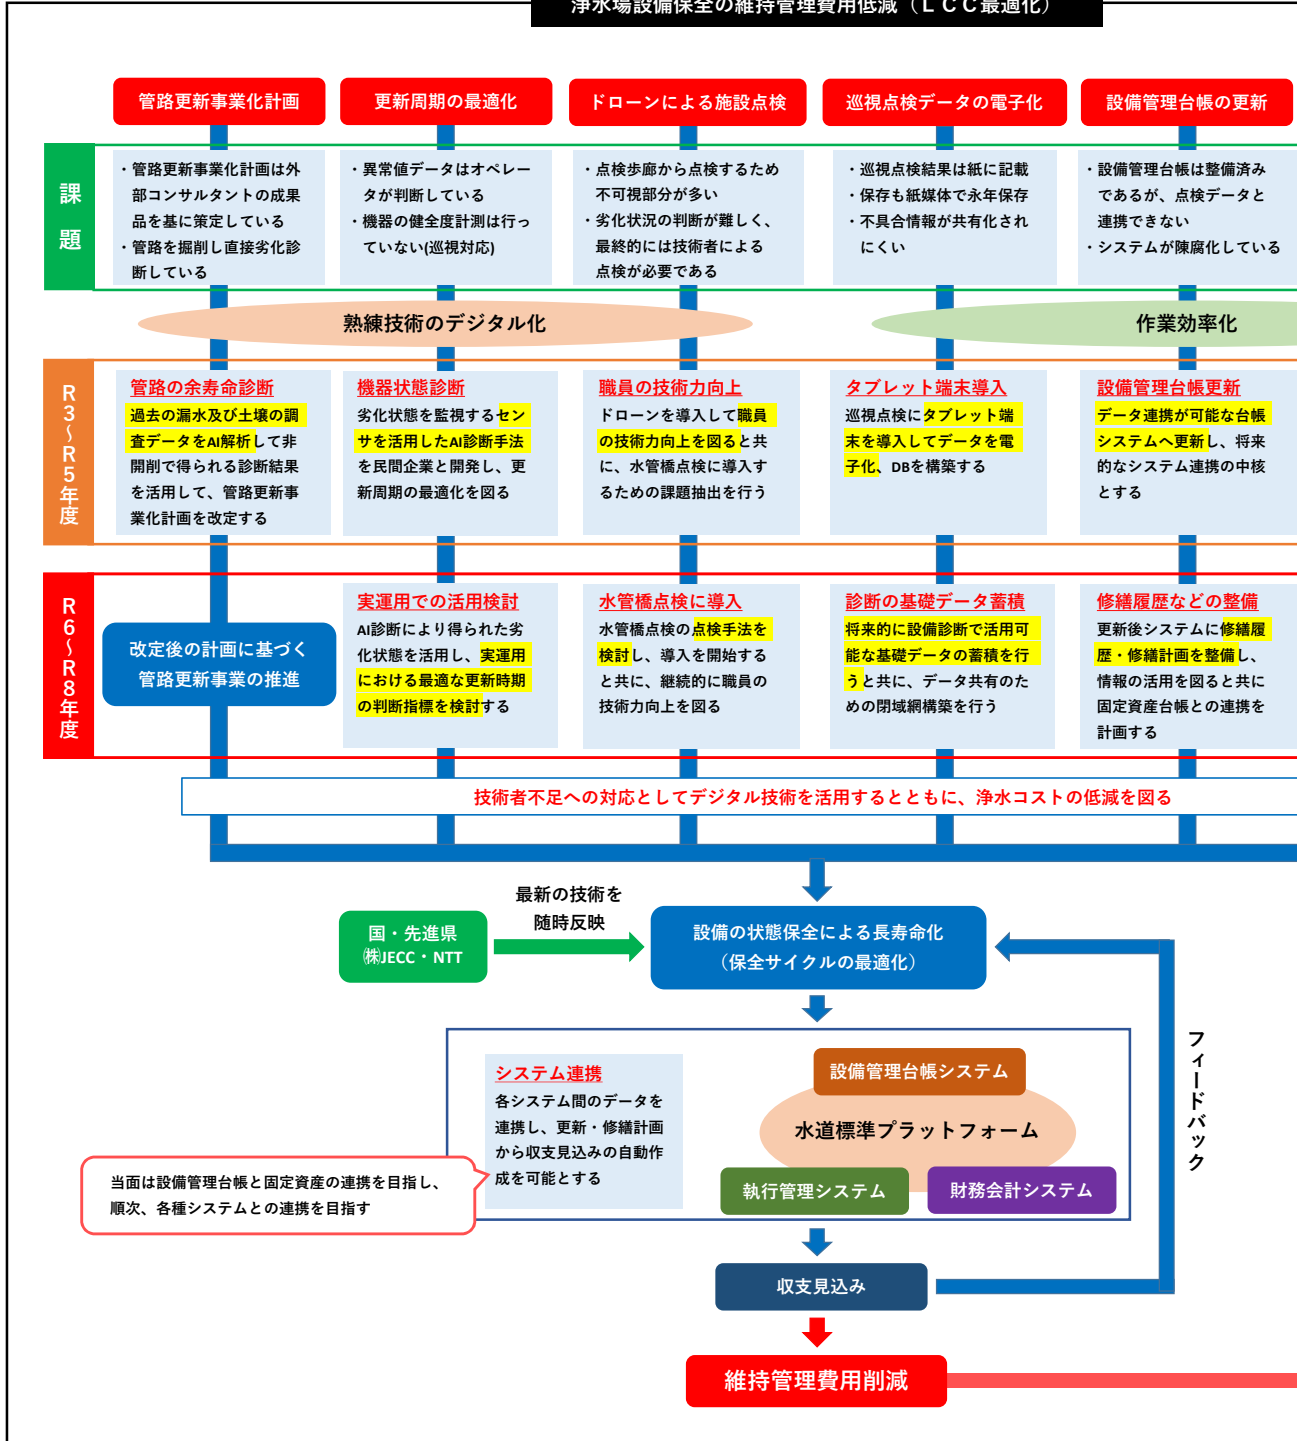 浄水場設備保全の維持管理費用低減（ＬＣＣ最適化）
管路更新事業化計画
更新周期の最適化
ドローンによる施設点検
巡視点検データの電子化
設備管理台帳の更新
課題
・管路更新事業化計画は外
部コンサルタントの成果
品を基に策定している
・管路を掘削し直接劣化診
断している
・異常値データはオペレー
タが判断している
・機器の健全度計測は行っ
ていない(巡視対応)
・点検歩廊から点検するため
不可視部分が多い
・劣化状況の判断が難しく、
最終的には技術者による
点検が必要である
・巡視点検結果は紙に記載
・保存も紙媒体で永年保存
・不具合情報が共有化され
にくい
・設備管理台帳は整備済み
であるが、点検データと
連携できない
・システムが陳腐化している
熟練技術のデジタル化
作業効率化
R3～R5年度
管路の余寿命診断
過去の漏水及び土壌の調
査データをAI解析して非
開削で得られる診断結果
を活用して、管路更新事
業化計画を改定する
機器状態診断
劣化状態を監視するセン
サを活用したAI診断手法
を民間企業と開発し、更
新周期の最適化を図る
職員の技術力向上
ドローンを導入して職員
の技術力向上を図ると共
に、水管橋点検に導入す
るための課題抽出を行う
タブレット端末導入
巡視点検にタブレット端
末を導入してデータを電
子化、DBを構築する
設備管理台帳更新
データ連携が可能な台帳
システムへ更新し、将来
的なシステム連携の中核
とする
R6～R8年度
改定後の計画に基づく
管路更新事業の推進
実運用での活用検討
AI診断により得られた劣
化状態を活用し、実運用
における最適な更新時期
の判断指標を検討する
水管橋点検に導入
水管橋点検の点検手法を
検討し、導入を開始する
と共に、継続的に職員の
技術力向上を図る
診断の基礎データ蓄積
将来的に設備診断で活用可
能な基礎データの蓄積を行
うと共に、データ共有のた
めの閉域網構築を行う
修繕履歴などの整備
更新後システムに修繕履
歴・修繕計画を整備し、
情報の活用を図ると共に
固定資産台帳との連携を
計画する
技術者不足への対応としてデジタル技術を活用するとともに、浄水コストの低減を図る
最新の技術を
随時反映
国・先進県
㈱JECC・NTT
設備の状態保全による長寿命化
（保全サイクルの最適化）
フィードバック
システム連携
各システム間のデータを
連携し、更新・修繕計画
から収支見込みの自動作
成を可能とする
設備管理台帳システム
水道標準プラットフォーム
執行管理システム
財務会計システム
当面は設備管理台帳と固定資産の連携を目指し、
順次、各種システムとの連携を目指す
収支見込み
維持管理費用削減